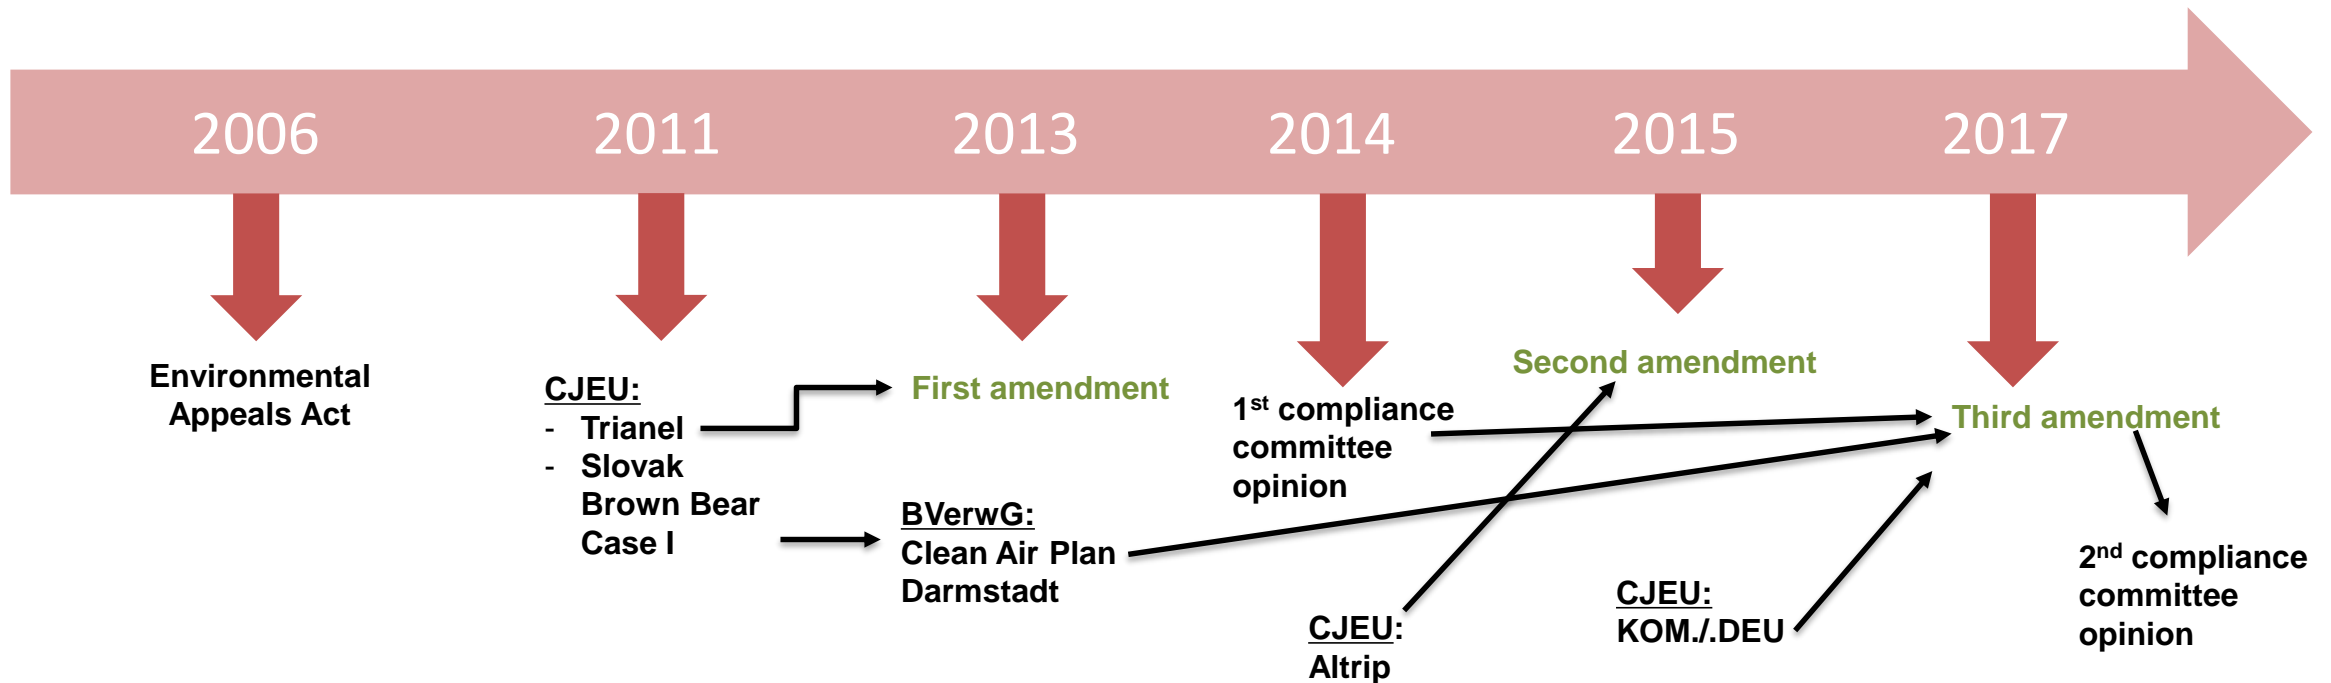 2006 2011 2013 2014 2015 2017
Environmental
Appeals Act
CJEU:
- Trianel
- Slovak
Brown Bear
Case I
First amendment
BVerwG:
Clean Air Plan
Darmstadt
1st compliance
committee
opinion
CJEU:
Altrip
Second amendment
CJEU:
KOM./.DEU
Third amendment
2nd compliance
committee
opinion